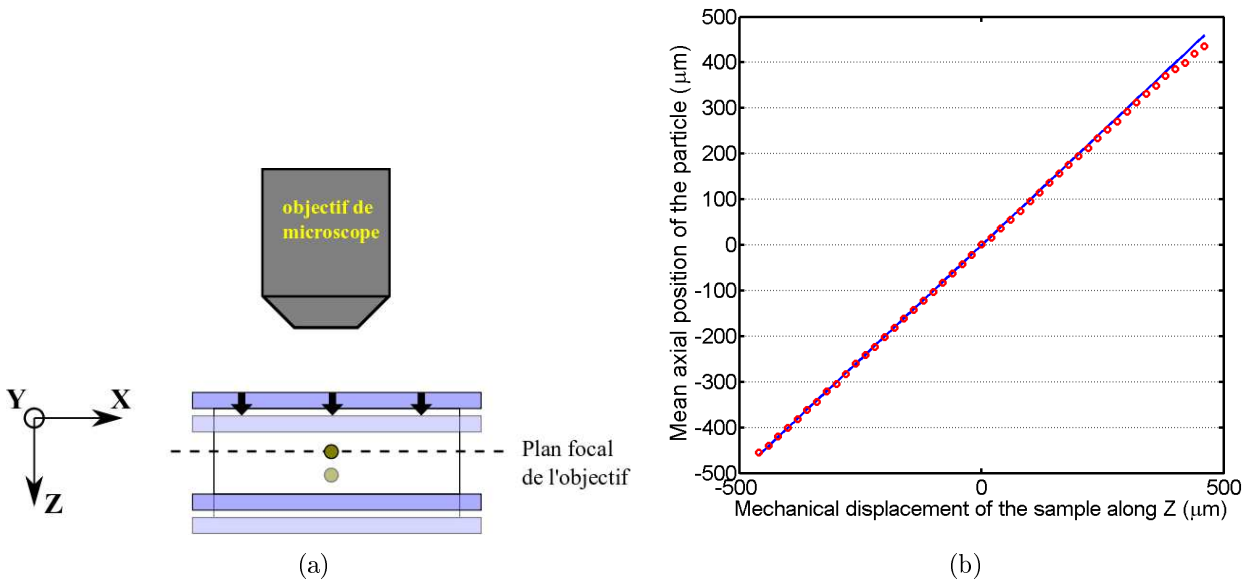 objectif de
microscope
Y
X
Z
Plan focal
de l'objectif
(a)
Mean axial position of the particle (μm)
500
400
300
200
100
0
-100
-200
-300
-400
-500
-500
0
500
Mechanical displacement of the sample along Z (μm)
(b)